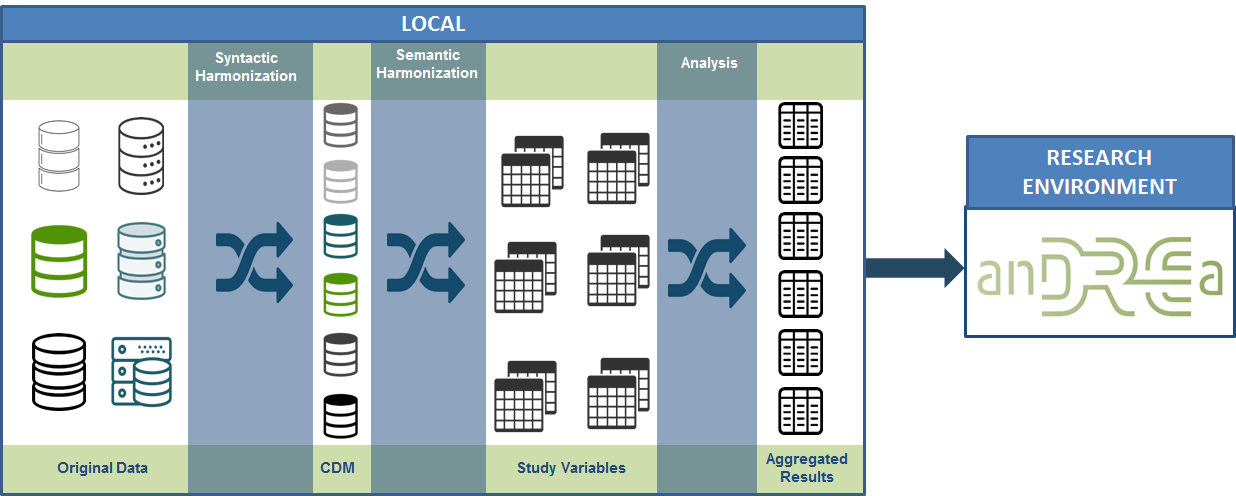 LOCAL
Syntactic
Harmonization
Semantic
Harmonization
Analysis
RESEARCH
ENVIRONMENT
anDREa
Original Data
CDM
Study Variables
Aggregated
Results